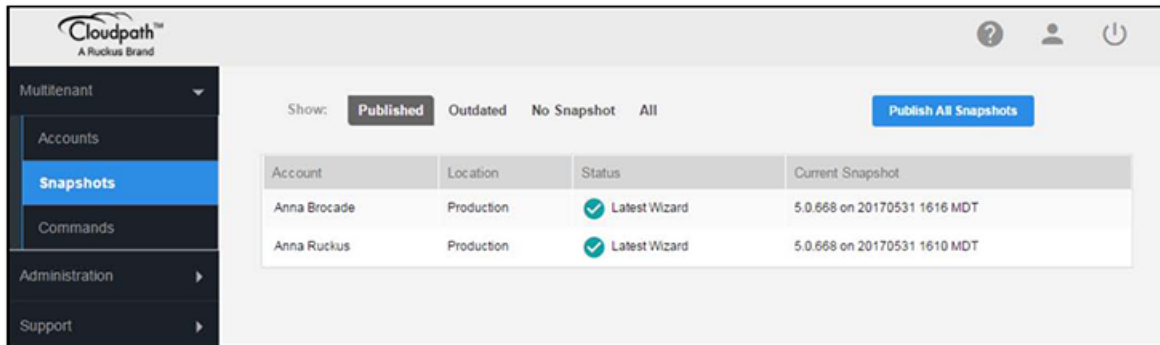 Cloudpath™
A Ruckus Brand
Multitenant
Accounts
Snapshots
Commands
Administration
Support
Show: Published Outdated No Snapshot All Publish All Snapshots
Account Location Status Current Snapshot
Anna Brocade Production Latest Wizard 5.0.668 on 20170531 1616 MDT
Anna Ruckus Production Latest Wizard 5.0.668 on 20170531 1610 MDT